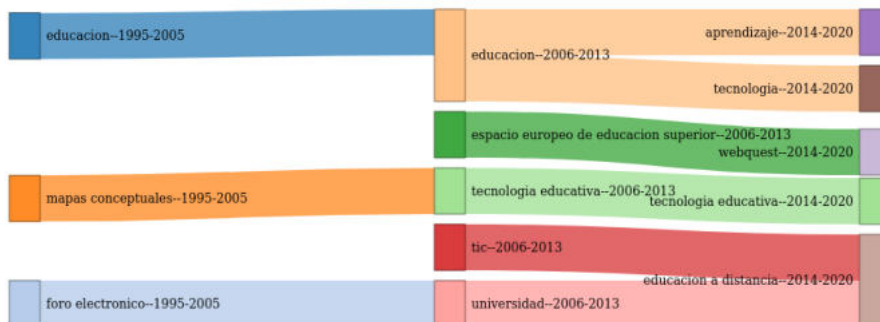 educacion--1995-2005
mapas conceptuales--1995-2005
foro electronico--1995-2005
educacion--2006-2013
espacio europeo de educacion superior--2006-2013
tecnologia educativa--2006-2013
tic--2006-2013
universidad--2006-2013
aprendizaje--2014-2020
tecnologia--2014-2020
webquest--2014-2020
tecnologia educativa--2014-2020
educacion a distancia--2014-2020